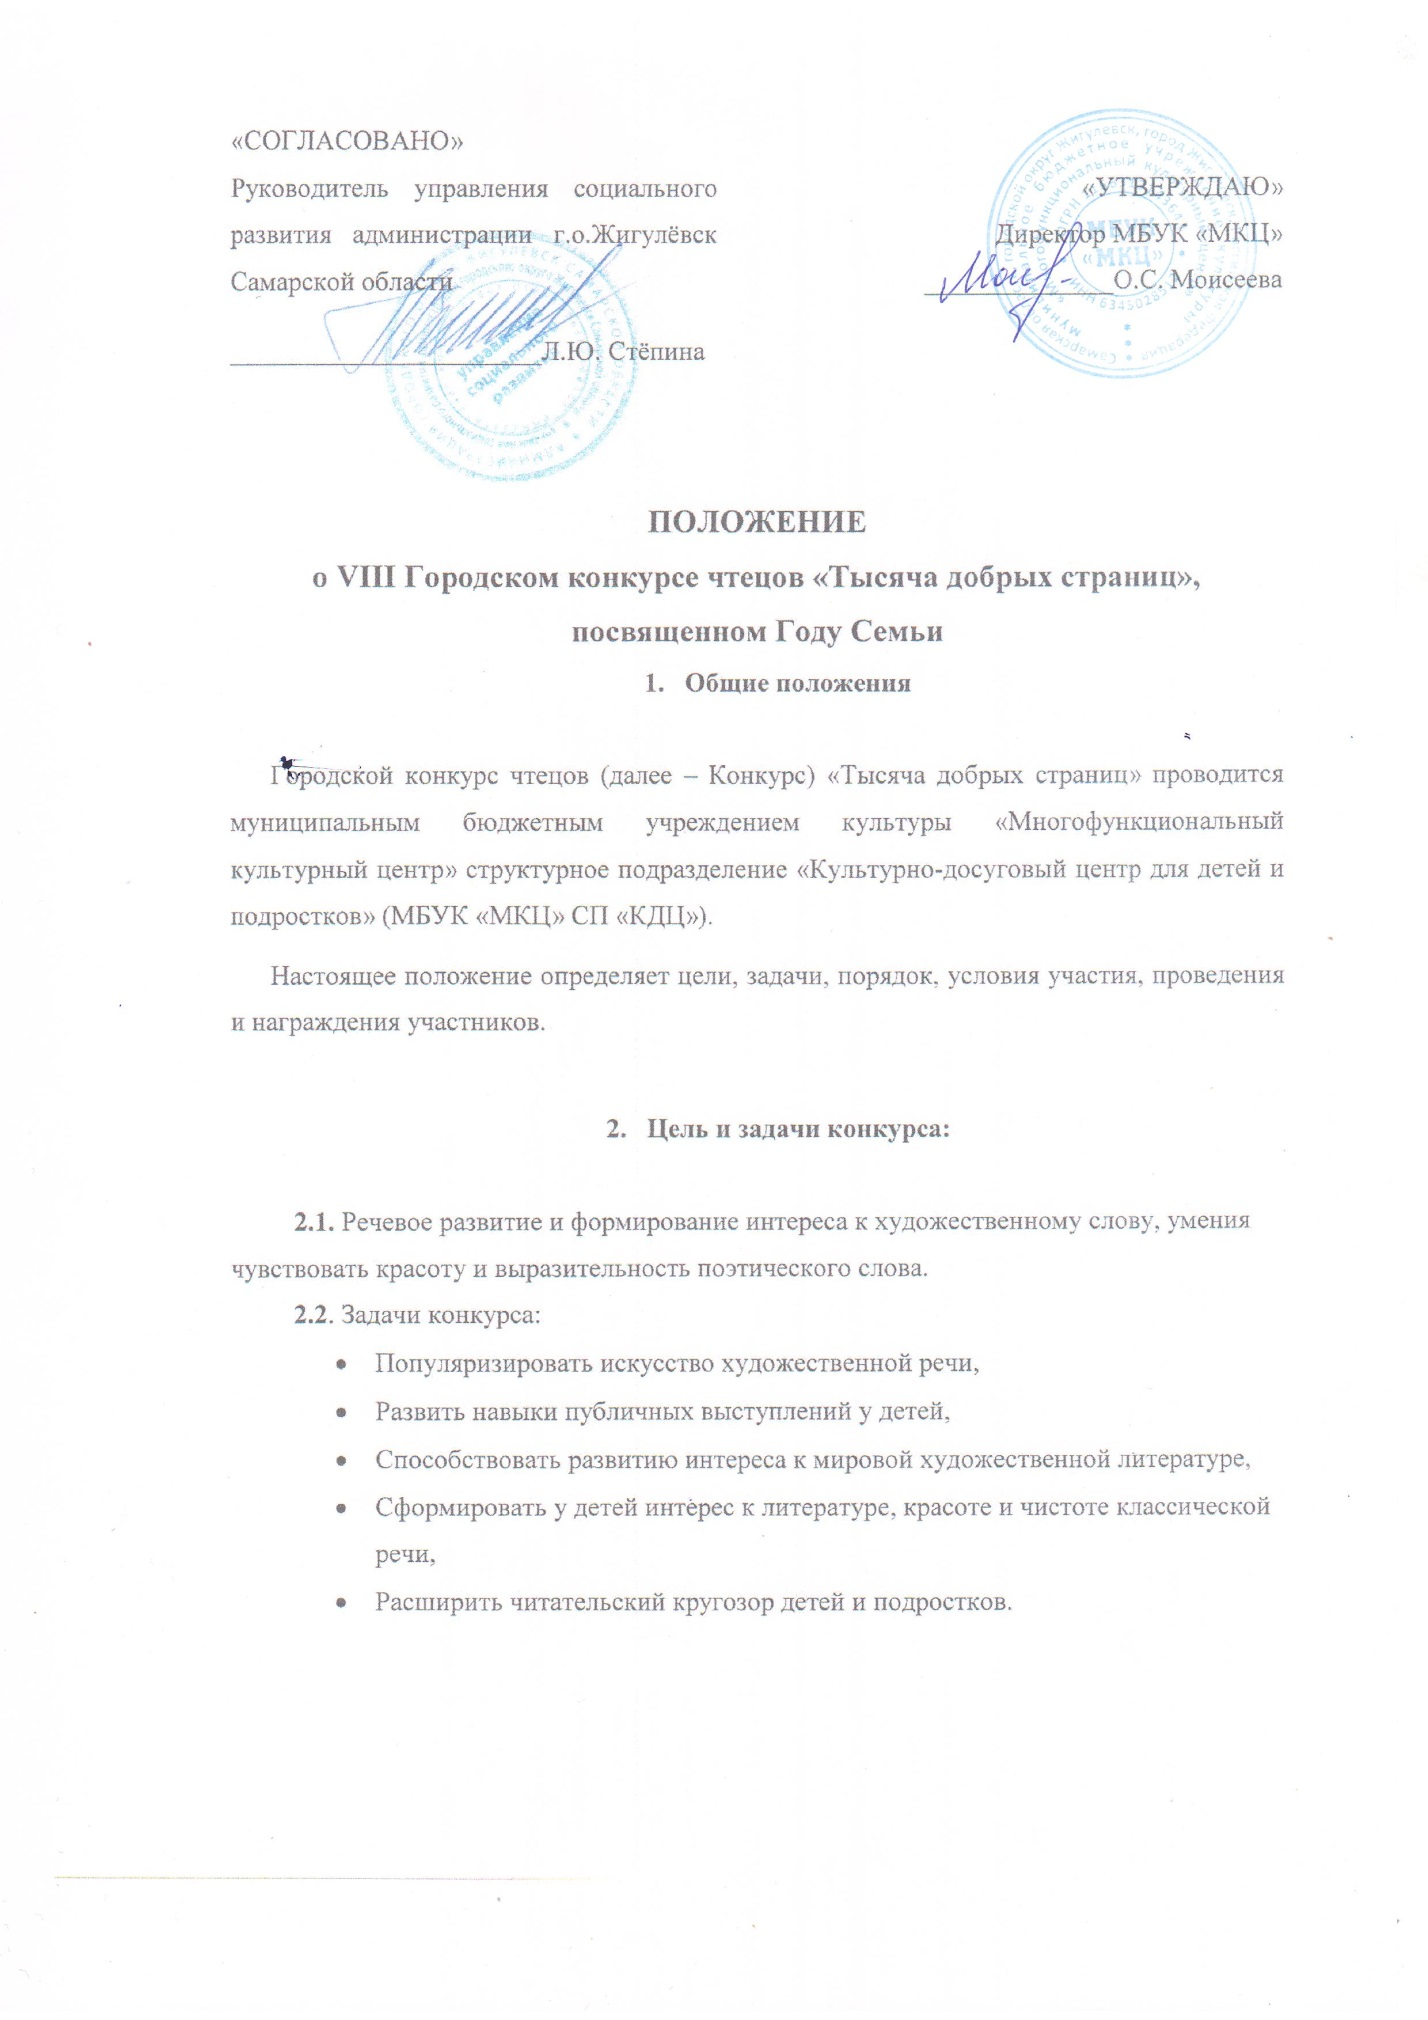 «СОГЛАСОВАНО»
Руководитель управления социального
развития администрации г.о.Жигулёвск
Самарской области
Л.Ю. Стёпина
«УТВЕРЖДАЮ»
Директор МБУК «МКЦ»
О.С. Моисеева
управление
социального
развития
МБУК
«МКЦ»
ПОЛОЖЕНИЕ
о VIII Городском конкурсе чтецов «Тысяча добрых страниц»,
посвященном Году Семьи
1. Общие положения
Городской конкурс чтецов (далее – Конкурс) «Тысяча добрых страниц» проводится
муниципальным бюджетным учреждением культуры «Многофункциональный
культурный центр» структурное подразделение «Культурно-досуговый центр для детей и
подростков» (МБУК «МКЦ» СП «КДЦ»).
Настоящее положение определяет цели, задачи, порядок, условия участия, проведения
и награждения участников.
2. Цель и задачи конкурса:
2.1. Речевое развитие и формирование интереса к художественному слову, умения
чувствовать красоту и выразительность поэтического слова.
2.2. Задачи конкурса:
• Популяризировать искусство художественной речи,
• Развить навыки публичных выступлений у детей,
• Способствовать развитию интереса к мировой художественной литературе,
• Сформировать у детей интерес к литературе, красоте и чистоте классической
речи,
• Расширить читательский кругозор детей и подростков.